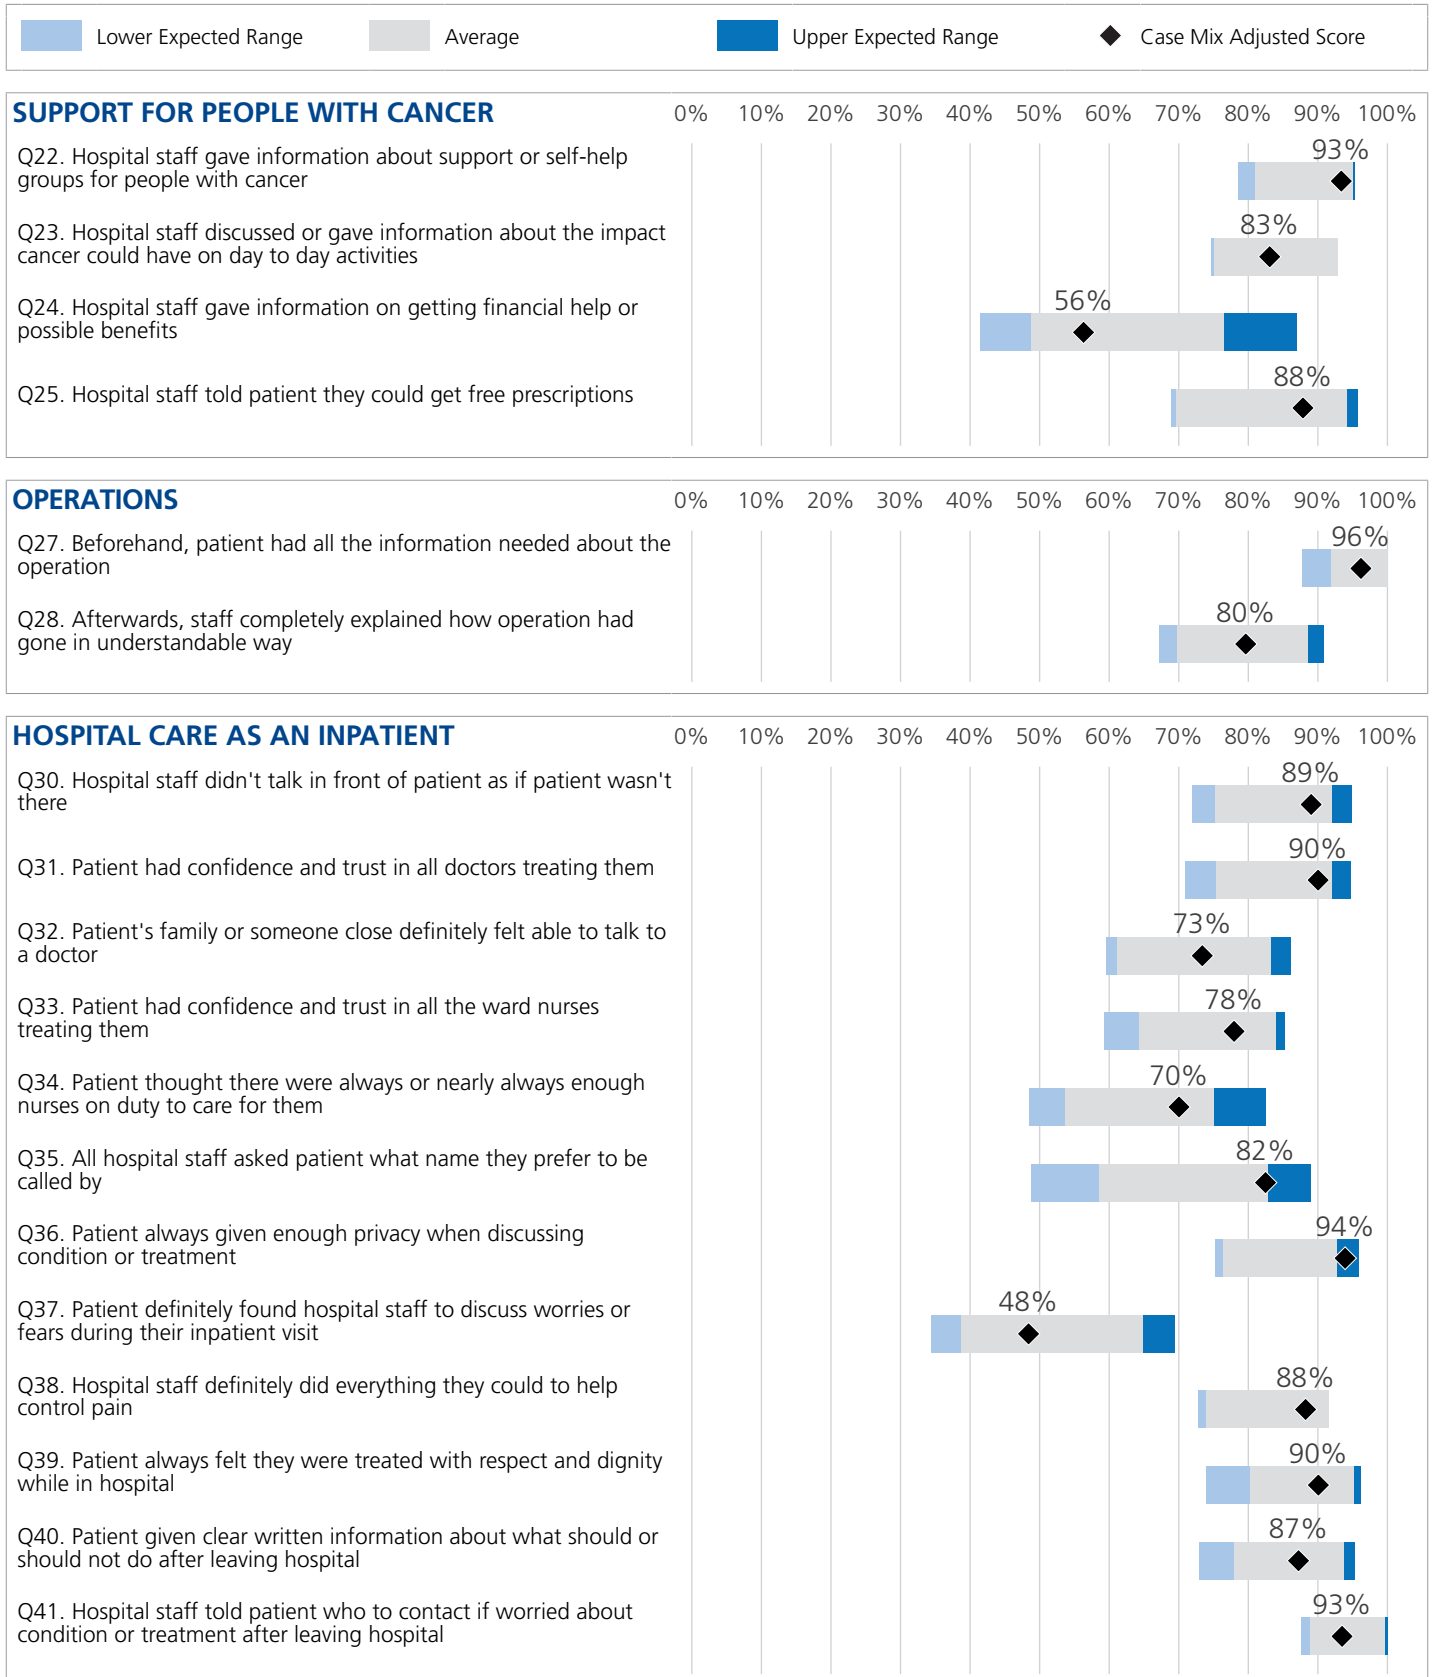 Lower Expected Range Average Upper Expected Range Case Mix Adjusted Score
SUPPORT FOR PEOPLE WITH CANCER 0% 10% 20% 30% 40% 50% 60% 70% 80% 90% 100%
Q22. Hospital staff gave information about support or self-help
groups for people with cancer
93%
Q23. Hospital staff discussed or gave information about the impact
cancer could have on day to day activities
83%
Q24. Hospital staff gave information on getting financial help or
possible benefits
56%
Q25. Hospital staff told patient they could get free prescriptions
88%
OPERATIONS 0% 10% 20% 30% 40% 50% 60% 70% 80% 90% 100%
Q27. Beforehand, patient had all the information needed about the
operation
96%
Q28. Afterwards, staff completely explained how operation had
gone in understandable way
80%
HOSPITAL CARE AS AN INPATIENT 0% 10% 20% 30% 40% 50% 60% 70% 80% 90% 100%
Q30. Hospital staff didn't talk in front of patient as if patient wasn't
there
89%
Q31. Patient had confidence and trust in all doctors treating them
90%
Q32. Patient's family or someone close definitely felt able to talk to
a doctor
73%
Q33. Patient had confidence and trust in all the ward nurses
treating them
78%
Q34. Patient thought there were always or nearly always enough
nurses on duty to care for them
70%
Q35. All hospital staff asked patient what name they prefer to be
called by
82%
Q36. Patient always given enough privacy when discussing
condition or treatment
94%
Q37. Patient definitely found hospital staff to discuss worries or
fears during their inpatient visit
48%
Q38. Hospital staff definitely did everything they could to help
control pain
88%
Q39. Patient always felt they were treated with respect and dignity
while in hospital
90%
Q40. Patient given clear written information about what should or
should not do after leaving hospital
87%
Q41. Hospital staff told patient who to contact if worried about
condition or treatment after leaving hospital
93%